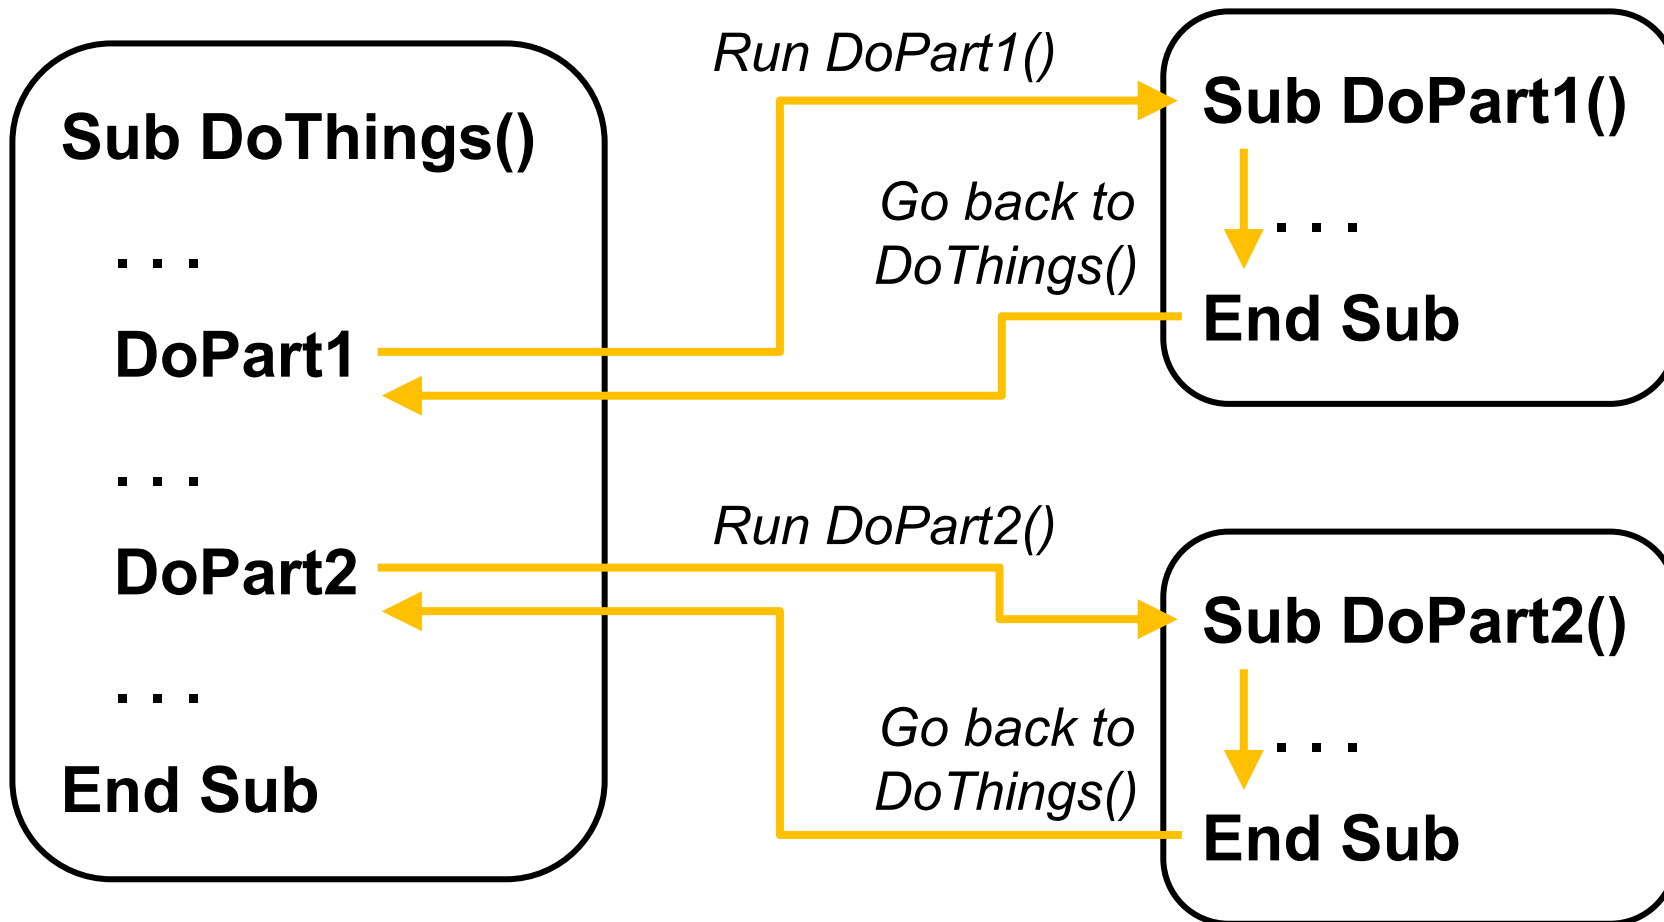 Sub DoThings()
. . .
DoPart1
. . .
DoPart2
. . .
End Sub
Run DoPart1()
Go back to
DoThings()
Sub DoPart1()
. . .
End Sub
Run DoPart2()
Go back to
DoThings()
Sub DoPart2()
. . .
End Sub